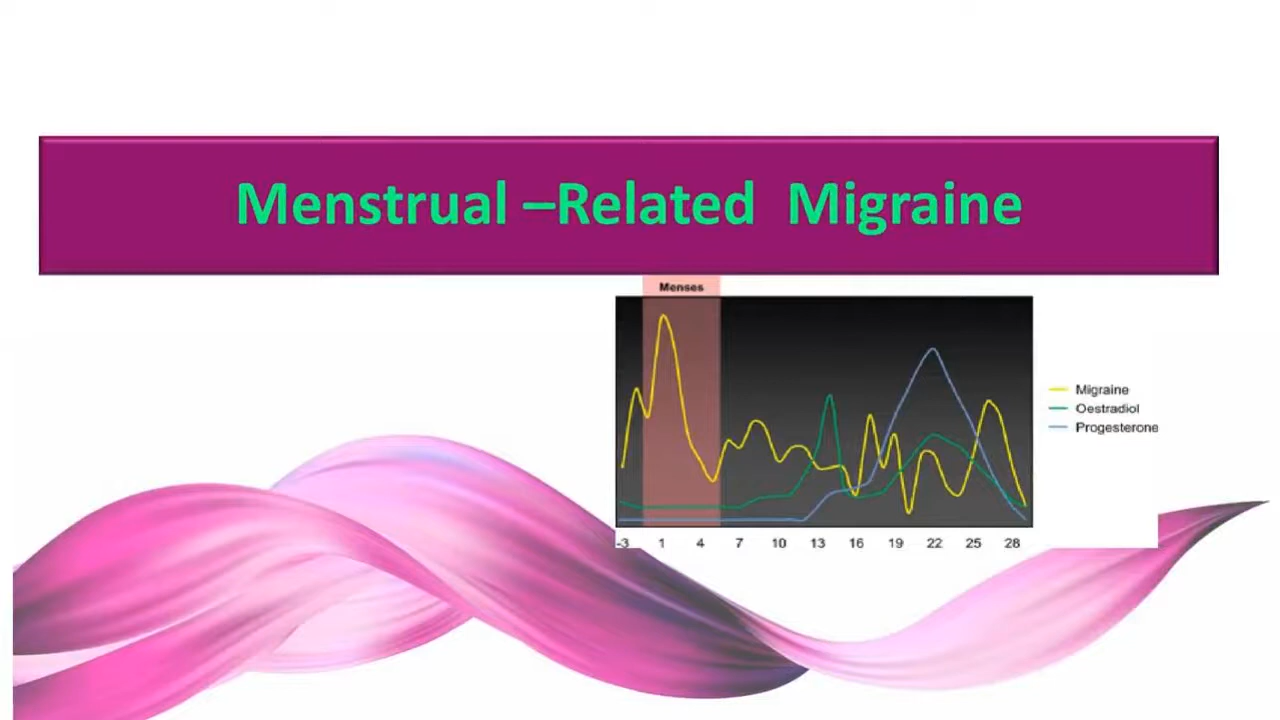 Menstrual –Related Migraine
Menses
Migraine
Oestradiol
Progesterone
-3 1 4 7 10 13 16 19 22 25 28